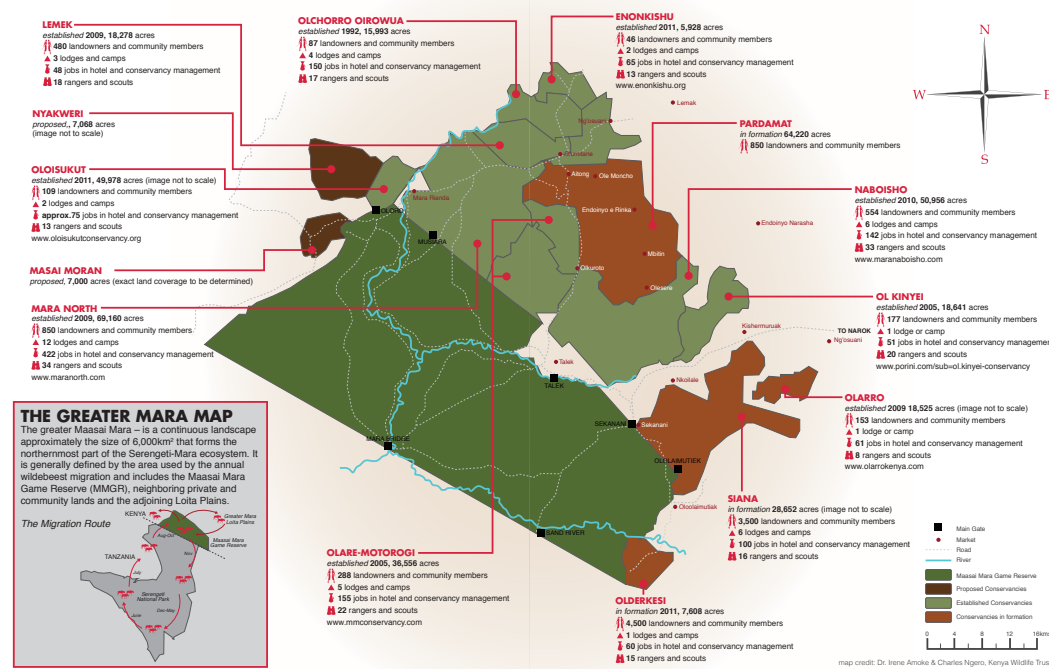 LEMEK
established 2009, 18,278 acres
480 landowners and community members
3 lodges and camps
48 jobs in hotel and conservancy management
18 rangers and scouts
OLCHORRO OIROWUA
established 1992, 15,993 acres
87 landowners and community members
4 lodges and camps
150 jobs in hotel and conservancy management
17 rangers and scouts
ENONKISHU
established 2011, 5,928 acres
46 landowners and community members
2 lodges and camps
65 jobs in hotel and conservancy management
13 rangers and scouts
www.enonkishu.org
N
W
E
S
NYAKWERI
proposed,, 7,068 acres
(image not to scale)
PARDAMAT
in formation 64,220 acres
850 landowners and community members
OLOISUKUT
established 2011, 49,978 acres (image not to scale)
109 landowners and community members
2 lodges and camps
approx.75 jobs in hotel and conservancy management
13 rangers and scouts
www.oloisukutconservancy.org
NABOISHO
established 2010, 50,956 acres
554 landowners and community members
6 lodges and camps
142 jobs in hotel and conservancy management
33 rangers and scouts
www.maranaboisho.com
MASAI MORAN
proposed, 7,000 acres (exact land coverage to be determined)
MARA NORTH
established 2009, 69,160 acres
850 landowners and community members
12 lodges and camps
422 jobs in hotel and conservancy management
34 rangers and scouts
www.maranorth.com
OL KINYEI
established 2005, 18,641 acres
177 landowners and community members
1 lodge or camp
51 jobs in hotel and conservancy management
20 rangers and scouts
www.porini.com/sub=ol.kinyei-conservancy
OLARRO
established 2009 18,525 acres (image not to scale)
153 landowners and community members
1 lodge or camp
61 jobs in hotel and conservancy management
8 rangers and scouts
www.olarrokenya.com
SIANA
in formation 28,652 acres (image not to scale)
3,500 landowners and community members
6 lodges and camps
100 jobs in hotel and conservancy management
16 rangers and scouts
OLARE-MOTOROGI
established 2005, 36,556 acres
288 landowners and community members
5 lodges and camps
155 jobs in hotel and conservancy management
22 rangers and scouts
www.mmconservancy.com
OLDERKESI
in formation 2011, 7,608 acres
4,500 landowners and community members
1 lodges and camps
60 jobs in hotel and conservancy management
15 rangers and scouts
Lemak
Ng'osuani
Aitong
Ole Moncho
Mara Rianda
Endoinyo e Rinka
Endoinyo Narasha
OLORO
MUSIARA
Mbitin
Olkuroto
Olesere
Kishermuruak
TO NAROK
Ng'osuani
Talek
TALEK
Nkoilale
SEKANANI
Sekanani
MARA BRIDGE
OLOLAIMUTIEK
Oloolaimutiak
SAND RIVER
THE GREATER MARA MAP
The greater Maasai Mara – is a continuous landscape
approximately the size of 6,000km² that forms the
northernmost part of the Serengeti-Mara ecosystem. It
is generally defined by the area used by the annual
wildebeest migration and includes the Maasai Mara
Game Reserve (MMGR), neighboring private and
community lands and the adjoining Loita Plains.
The Migration Route
KENYA
Greater Mara
Loita Plains
Maasai Mara
Game Reserve
Aug-Oct
Nov
TANZANIA
July
Serengeti
National Park
Dec-May
June
Main Gate
Market
Road
River
Maasai Mara Game Reserve
Proposed Conservancies
Established Conservancies
Conservancies in formation
0 4 8 12 16kms
map credit: Dr. Irene Amoke & Charles Ngero, Kenya Wildlife Trus